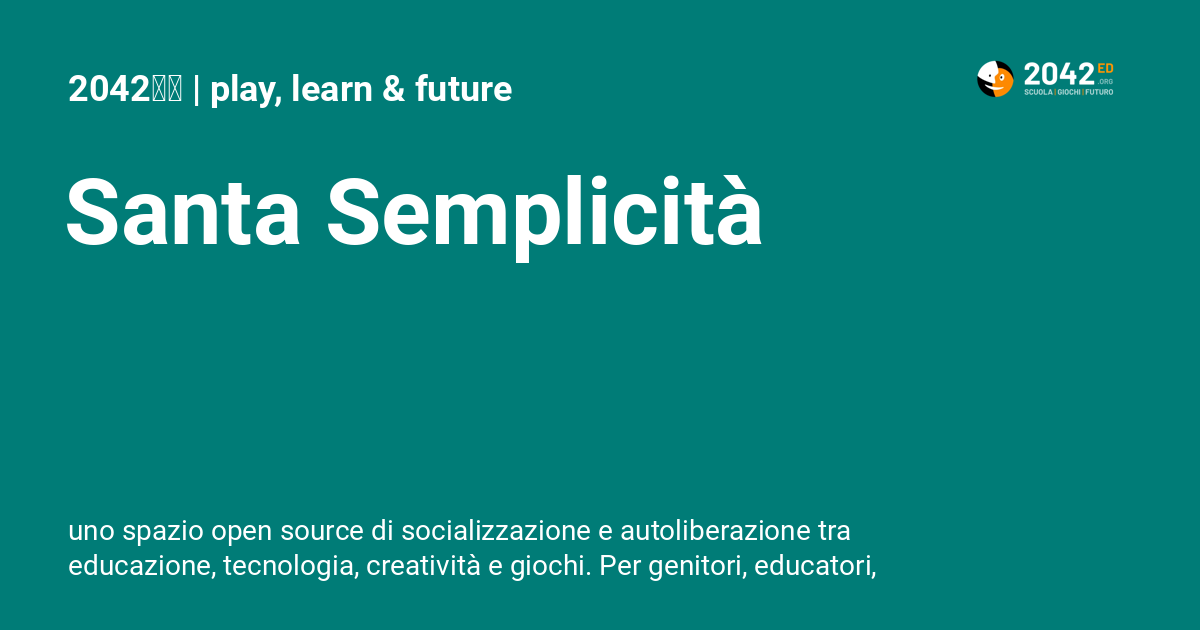 2042 | play, learn & future
2042 ED
.ORG
SCUOLA | GIOCHI | FUTURO
Santa Semplicità
uno spazio open source di socializzazione e autoliberazione tra
educazione, tecnologia, creatività e giochi. Per genitori, educatori,